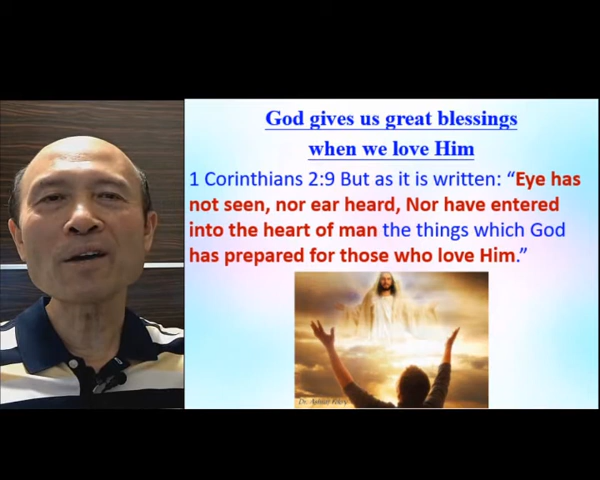 God gives us great blessings
when we love Him
1 Corinthians 2:9 But as it is written: “Eye has
not seen, nor ear heard, Nor have entered
into the heart of man the things which God
has prepared for those who love Him.”